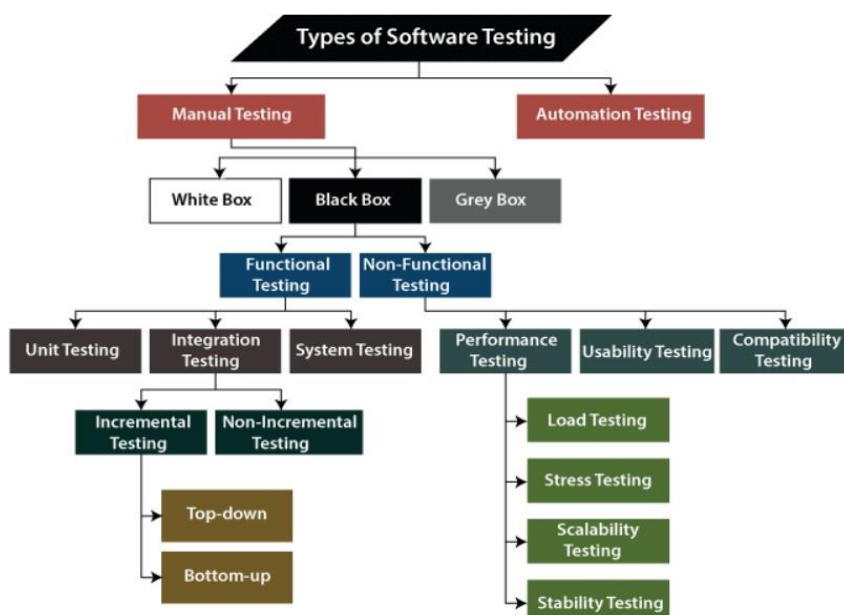 Types of Software Testing
Manual Testing
Automation Testing
White Box
Black Box
Grey Box
Functional
Testing
Non-Functional
Testing
Unit Testing
Integration
Testing
System Testing
Performance
Testing
Usability Testing
Compatibility
Testing
Incremental
Testing
Non-Incremental
Testing
Load Testing
Stress Testing
Top-down
Scalability
Testing
Bottom-up
Stability Testing